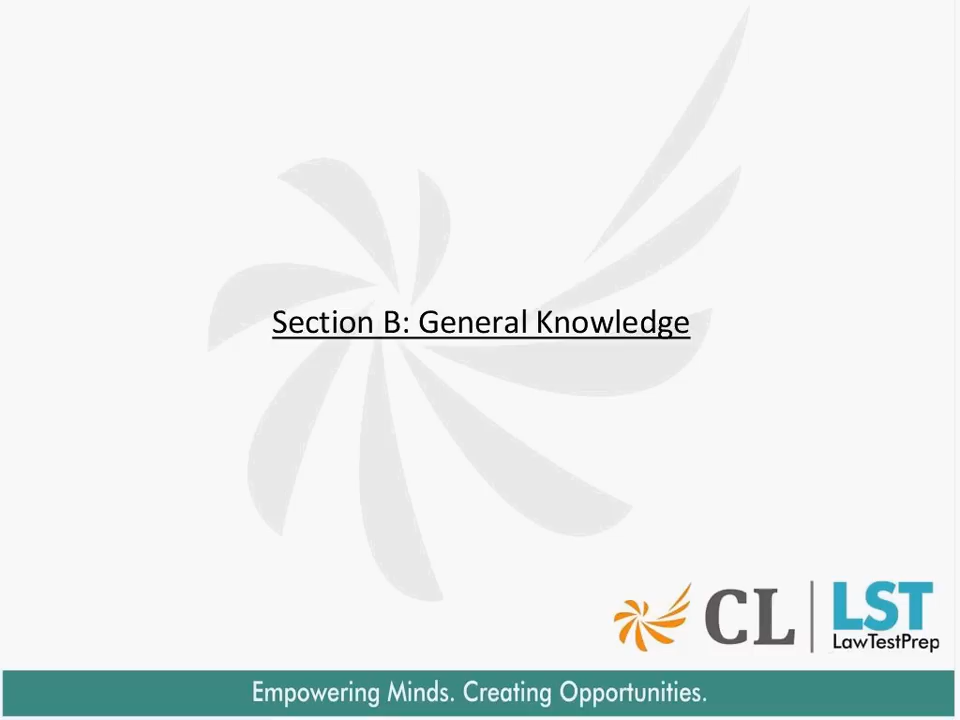 Section B: General Knowledge
CL
LST
LawTestPrep
Empowering Minds. Creating Opportunities.